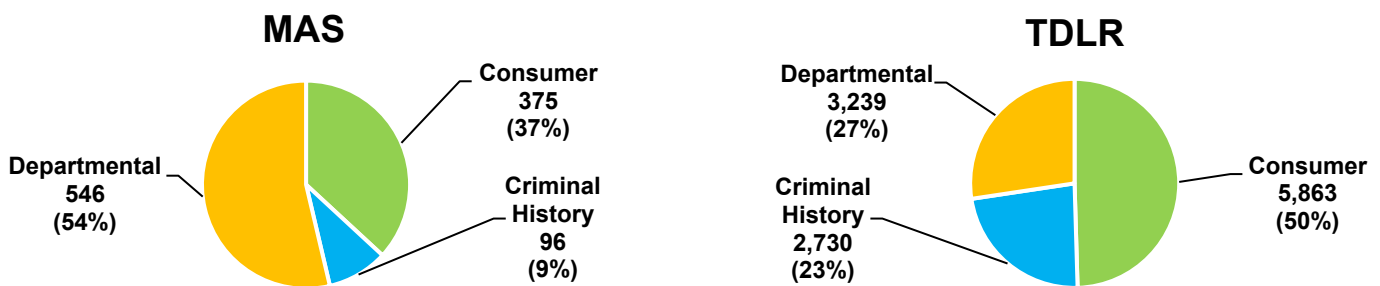 MAS
Consumer
375
(37%)
Departmental
546
(54%)
Criminal
History
96
(9%)
TDLR
Departmental
3,239
(27%)
Consumer
5,863
(50%)
Criminal
History
2,730
(23%)